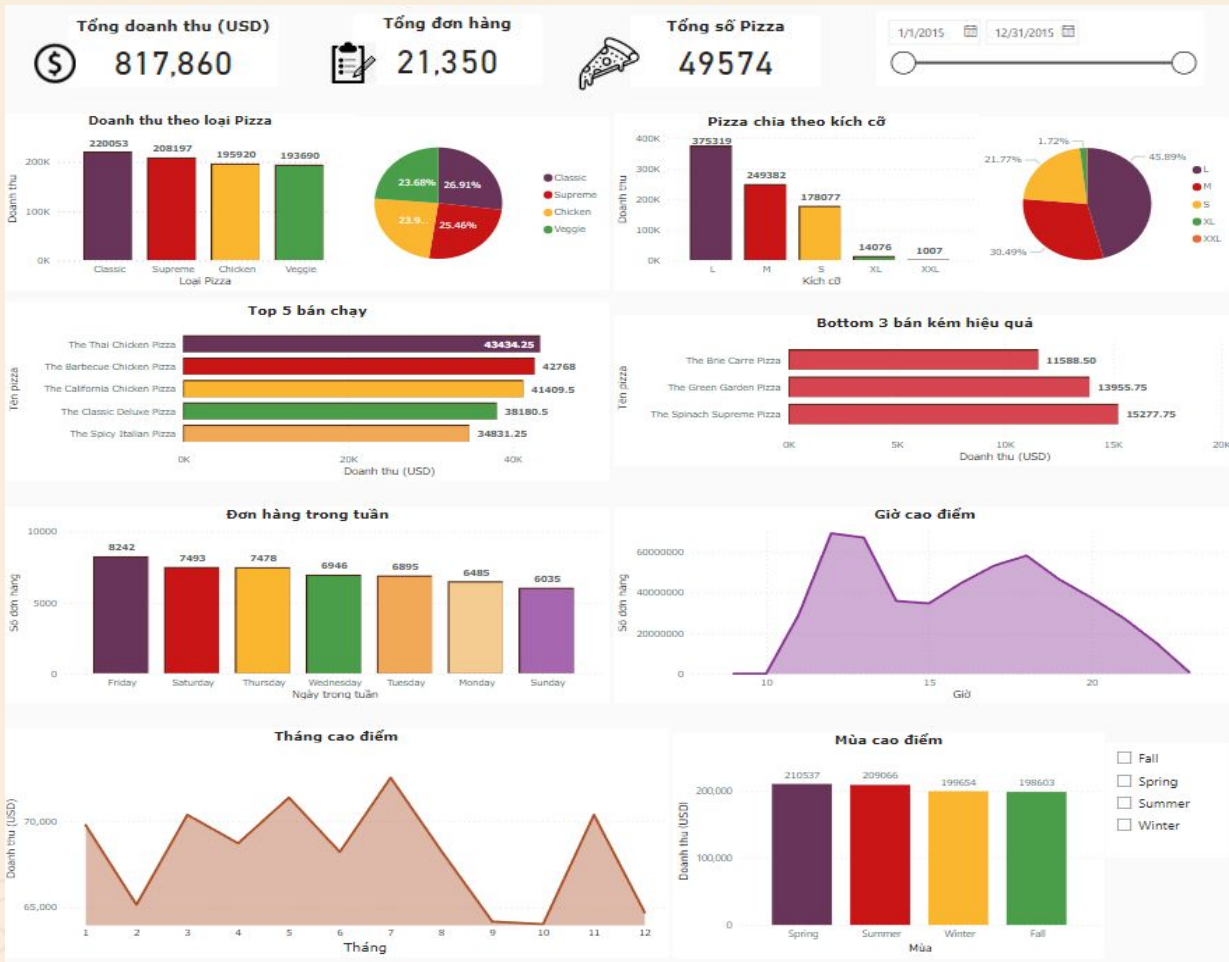 Tổng doanh thu (USD)
817,860
Tổng đơn hàng
21,350
Tổng số Pizza
49574
1/1/2015
12/31/2015
Doanh thu theo loại Pizza
Doanh thu
200K
100K
0K
220053
208197
195920
193690
Classic
Supreme
Chicken
Veggie
Loại Pizza
23.68%
26.91%
23.9...
25.46%
Classic
Supreme
Chicken
Veggie
Pizza chia theo kích cỡ
Doanh thu
400K
300K
200K
100K
0K
375319
249382
178077
14076
1007
L
M
S
XL
XXL
Kích cỡ
1.72%
21.77%
45.89%
30.49%
L
M
S
XL
XXL
Top 5 bán chạy
Tên pizza
The Thai Chicken Pizza
43434.25
The Barbecue Chicken Pizza
42768
The California Chicken Pizza
41409.5
The Classic Deluxe Pizza
38180.5
The Spicy Italian Pizza
34831.25
0K
20K
40K
Doanh thu (USD)
Bottom 3 bán kém hiệu quả
Tên pizza
The Brie Carre Pizza
11588.50
The Green Garden Pizza
13955.75
The Spinach Supreme Pizza
15277.75
0K
5K
10K
15K
20K
Doanh thu (USD)
Đơn hàng trong tuần
Số đơn hàng
10000
5000
0
8242
7493
7478
6946
6895
6485
6035
Friday
Saturday
Thursday
Wednesday
Tuesday
Monday
Sunday
Ngày trong tuần
Giờ cao điểm
Số đơn hàng
60000000
40000000
20000000
0
10
15
20
Giờ
Tháng cao điểm
Doanh thu (USD)
70,000
65,000
1
2
3
4
5
6
7
8
9
10
11
12
Tháng
Mùa cao điểm
Doanh thu (USD)
200,000
100,000
0
210537
209066
199654
198603
Spring
Summer
Winter
Fall
Mùa
Fall
Spring
Summer
Winter